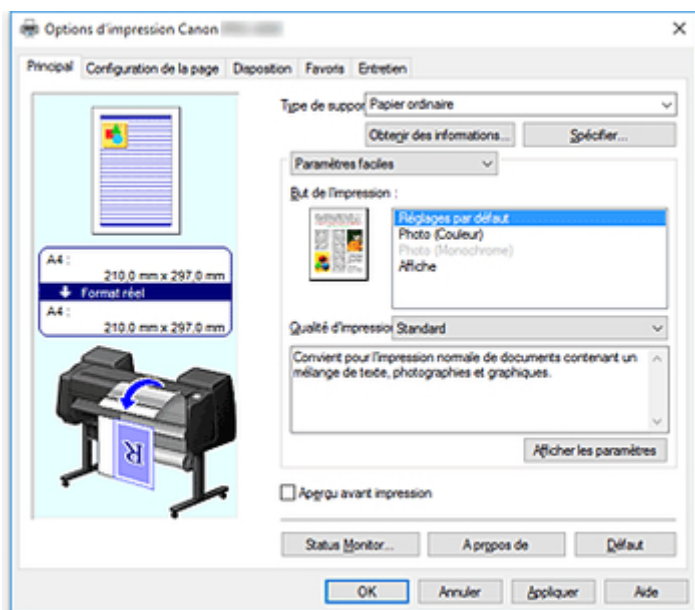 Options d'impression Canon
Principal Configuration de la page Disposition Favoris Entretien
Type de suppor Papier ordinaire
Obtenir des informations... Spécifier...
Paramètres faciles
But de l'impression :
Réglages par défaut
Photo (Couleur)
Photo (Monochrome)
Affiche
A4 :
210,0 mm x 297,0 mm
Format réel
A4 :
210,0 mm x 297,0 mm
Qualité d'impression Standard
Convient pour l'impression normale de documents contenant un
mélange de texte, photographies et graphiques.
R
Afficher les paramètres
Aperçu avant impression
Status Monitor... A propos de Défaut
OK Annuler Appliquer Aide